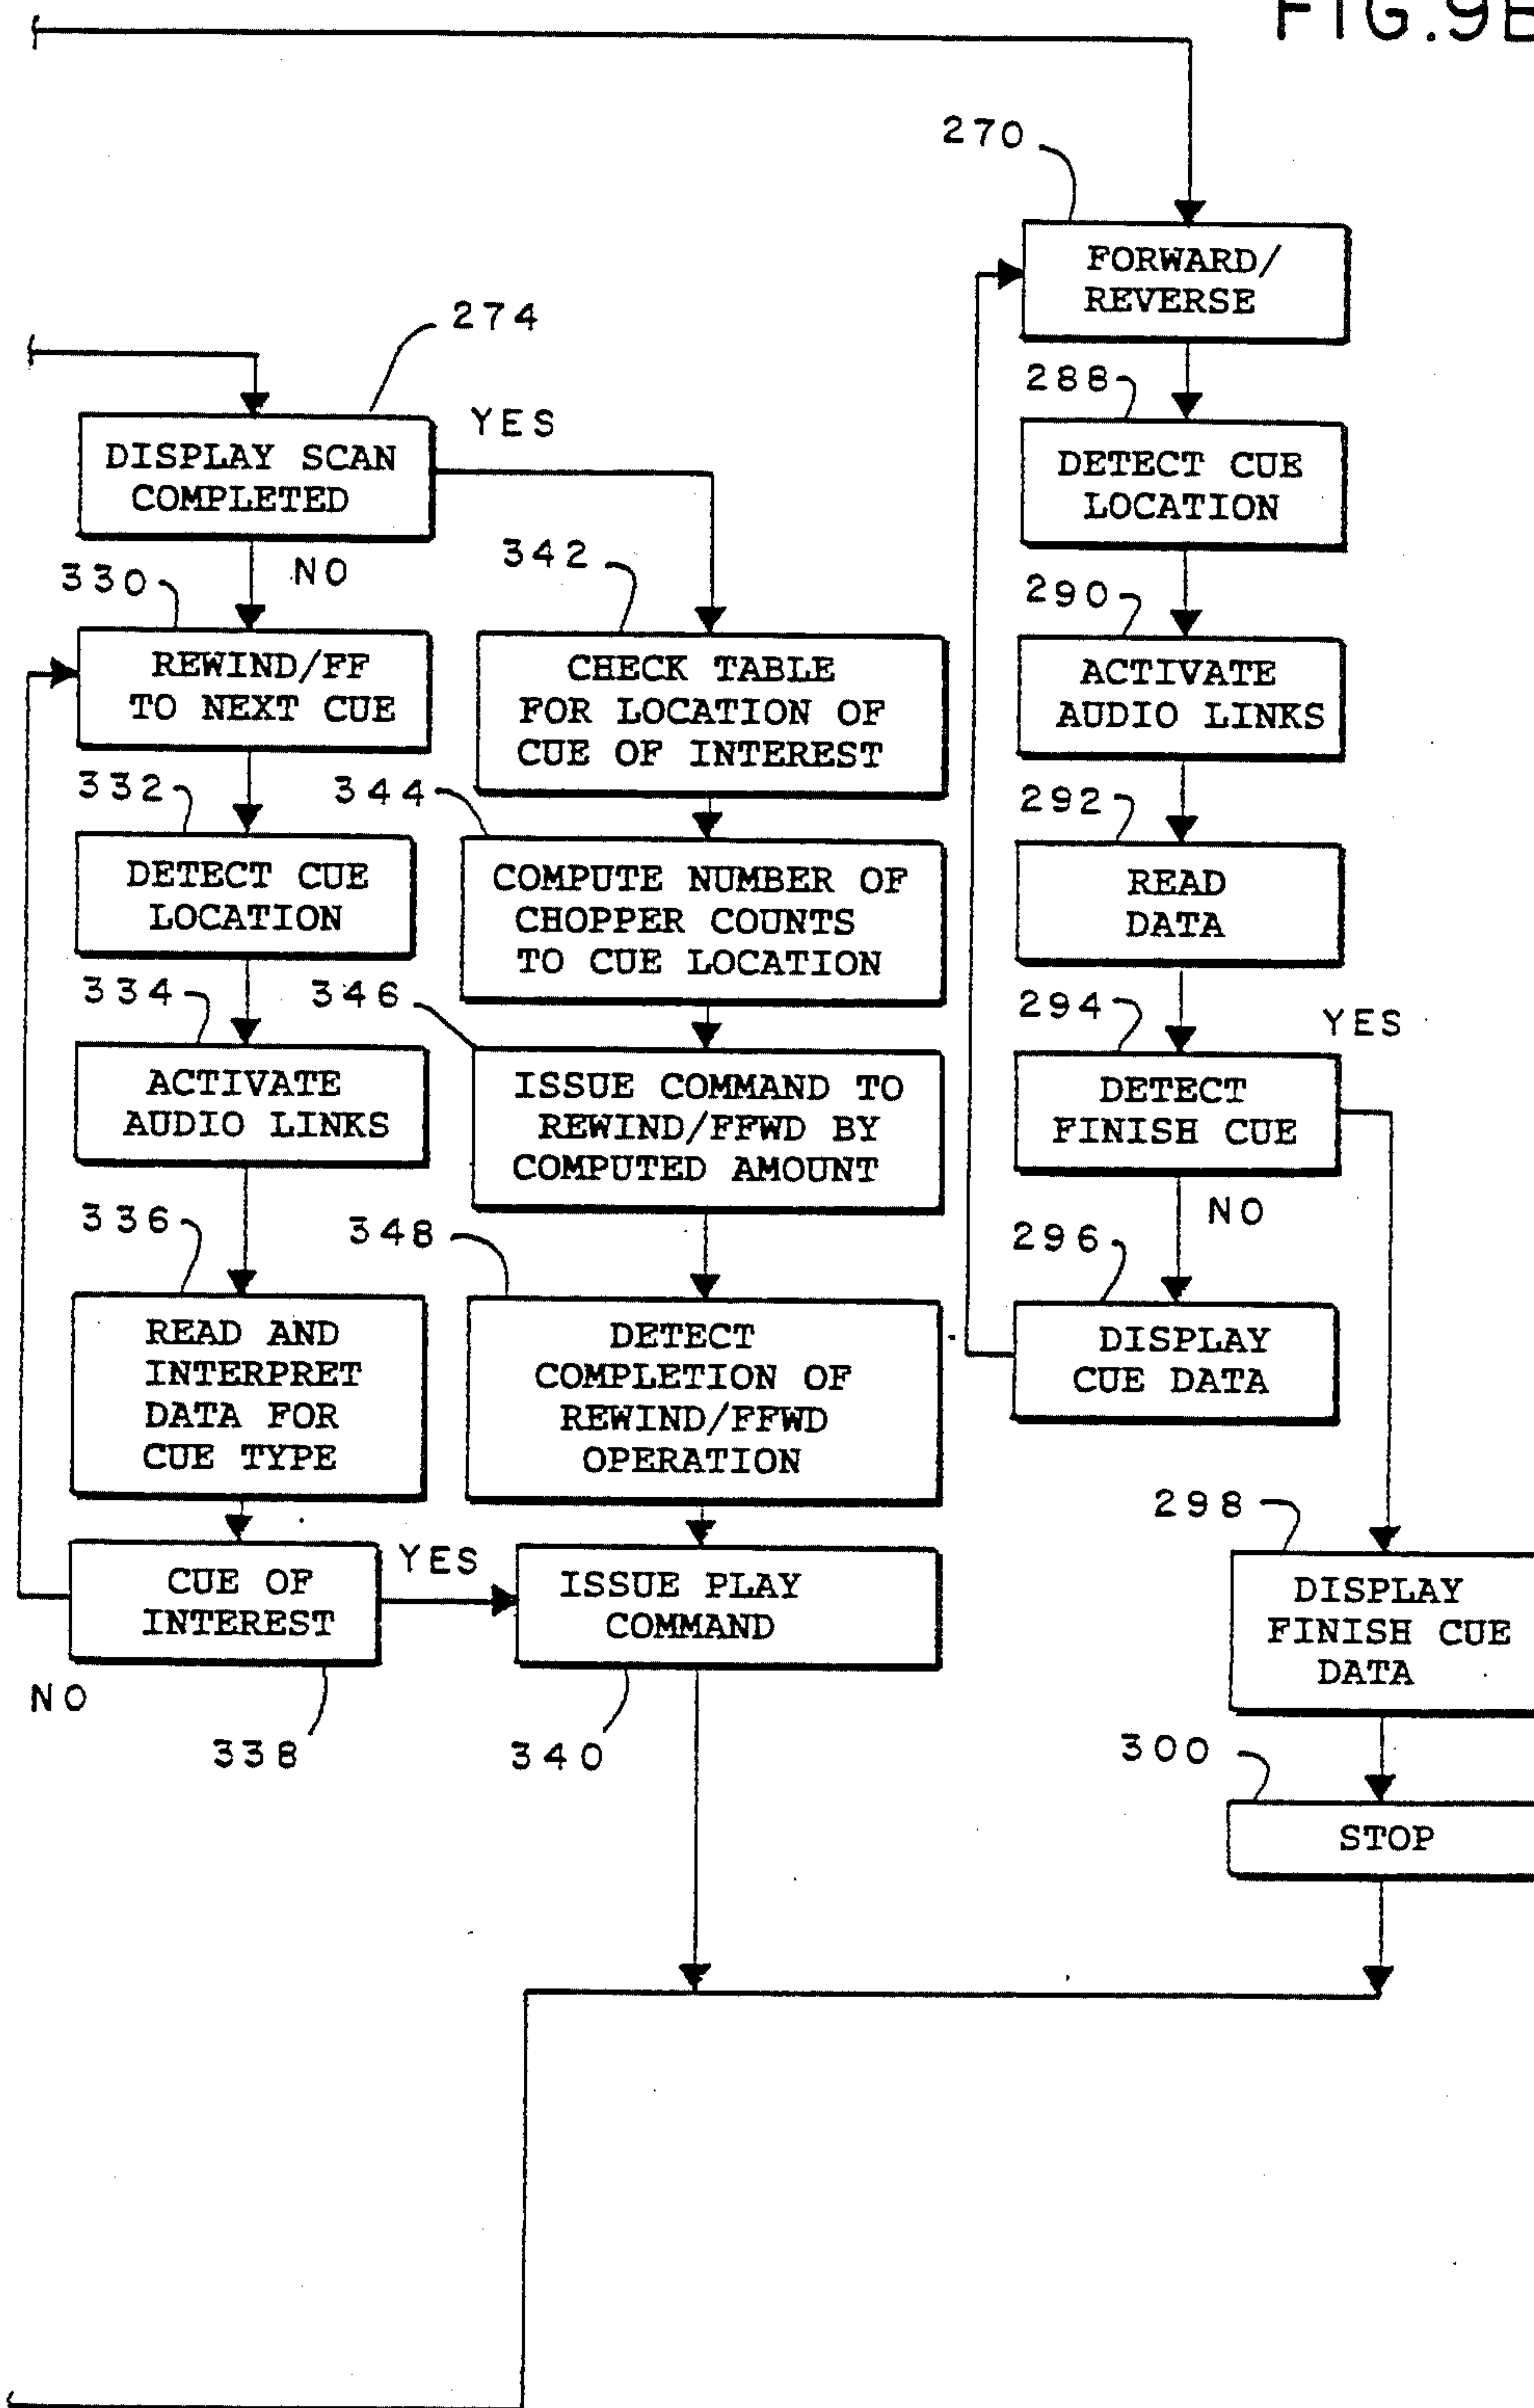 FIG.9B
270
FORWARD/
REVERSE
274
DISPLAY SCAN
COMPLETED
YES
NO
288
DETECT CUE
LOCATION
330
REWIND/FF
TO NEXT CUE
342
CHECK TABLE
FOR LOCATION OF
CUE OF INTEREST
290
ACTIVATE
AUDIO LINKS
332
DETECT CUE
LOCATION
344
COMPUTE NUMBER OF
CHOPPER COUNTS
TO CUE LOCATION
292
READ
DATA
334
ACTIVATE
AUDIO LINKS
346
ISSUE COMMAND TO
REWIND/FFWD BY
COMPUTED AMOUNT
294
DETECT
FINISH CUE
YES
NO
336
READ AND
INTERPRET
DATA FOR
CUE TYPE
348
DETECT
COMPLETION OF
REWIND/FFWD
OPERATION
296
DISPLAY
CUE DATA
CUE OF
INTEREST
YES
NO
338
ISSUE PLAY
COMMAND
340
298
DISPLAY
FINISH CUE
DATA
300
STOP